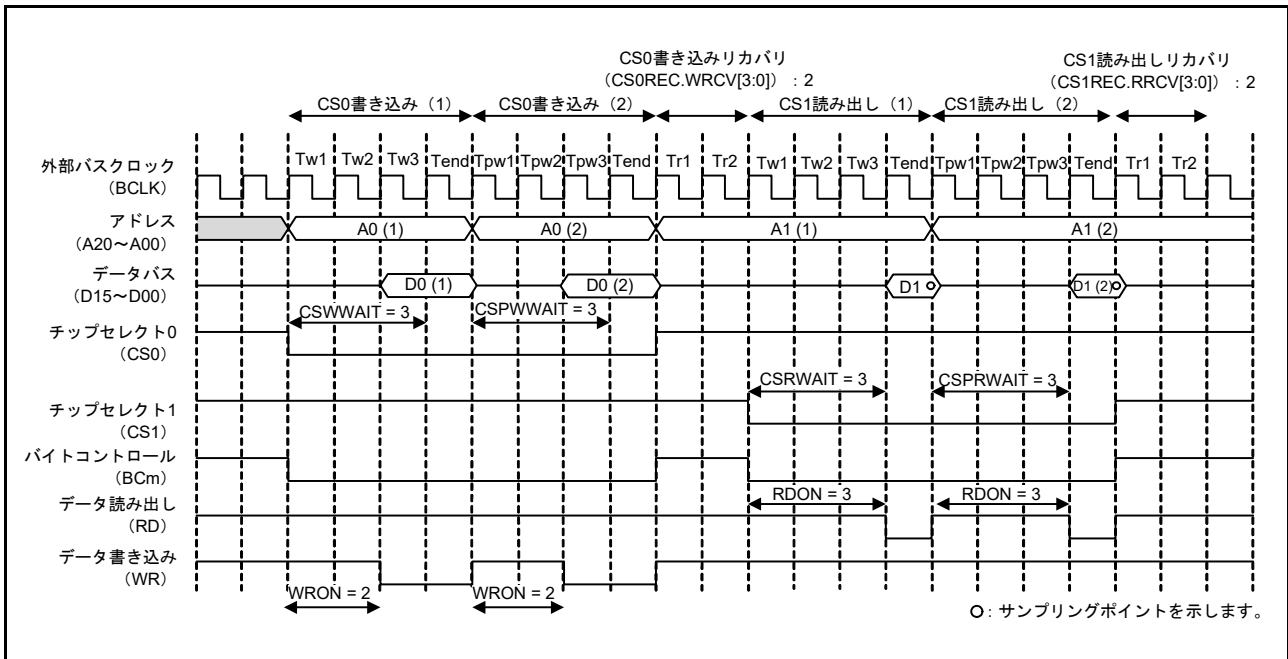 CS0書き込みリカバリ
(CS0REC.WRCV[3:0]) : 2
CS1読み出しリカバリ
(CS1REC.RRCV[3:0]) : 2
CS0書き込み (1) CS0書き込み (2) CS1読み出し (1) CS1読み出し (2)
外部バスクロック
(BCLK)
Tw1 Tw2 Tw3 Tend Tpw1 Tpw2 Tpw3 Tend Tr1 Tr2 Tw1 Tw2 Tw3 Tend Tpw1 Tpw2 Tpw3 Tend Tr1 Tr2
アドレス
(A20～A00)
A0 (1) A0 (2) A1 (1) A1 (2)
データバス
(D15～D00)
D0 (1) D0 (2) D1 D1 (2)
CSWWAIT = 3 CSPWWAIT = 3
チップセレクト0
(CS0)
CSRWAIT = 3 CSPRWAIT = 3
チップセレクト1
(CS1)
バイトコントロール
(BCm)
RDON = 3 RDON = 3
データ読み出し
(RD)
データ書き込み
(WR)
WRON = 2 WRON = 2
O : サンプリングポイントを示します。